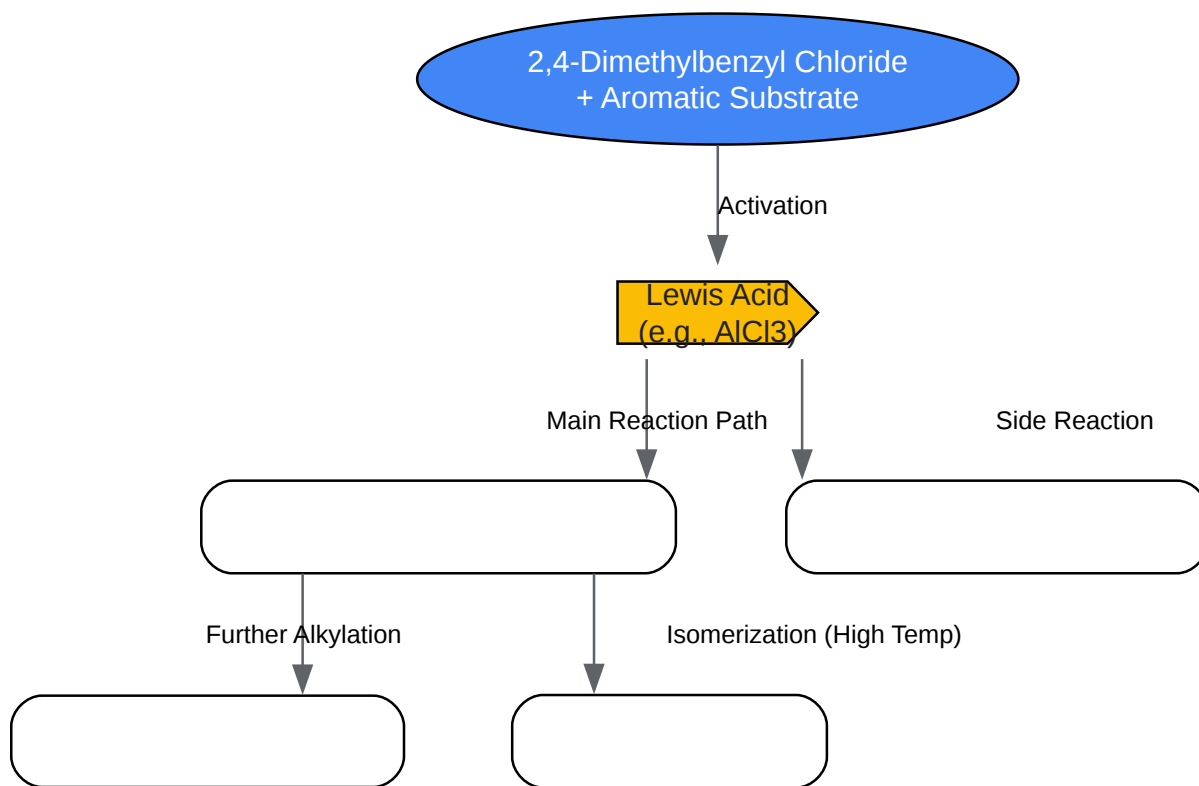 2,4-Dimethylbenzyl Chloride
+ Aromatic Substrate
Activation
Lewis Acid
(e.g., AlCl3)
Main Reaction Path
Side Reaction
Further Alkylation
Isomerization (High Temp)